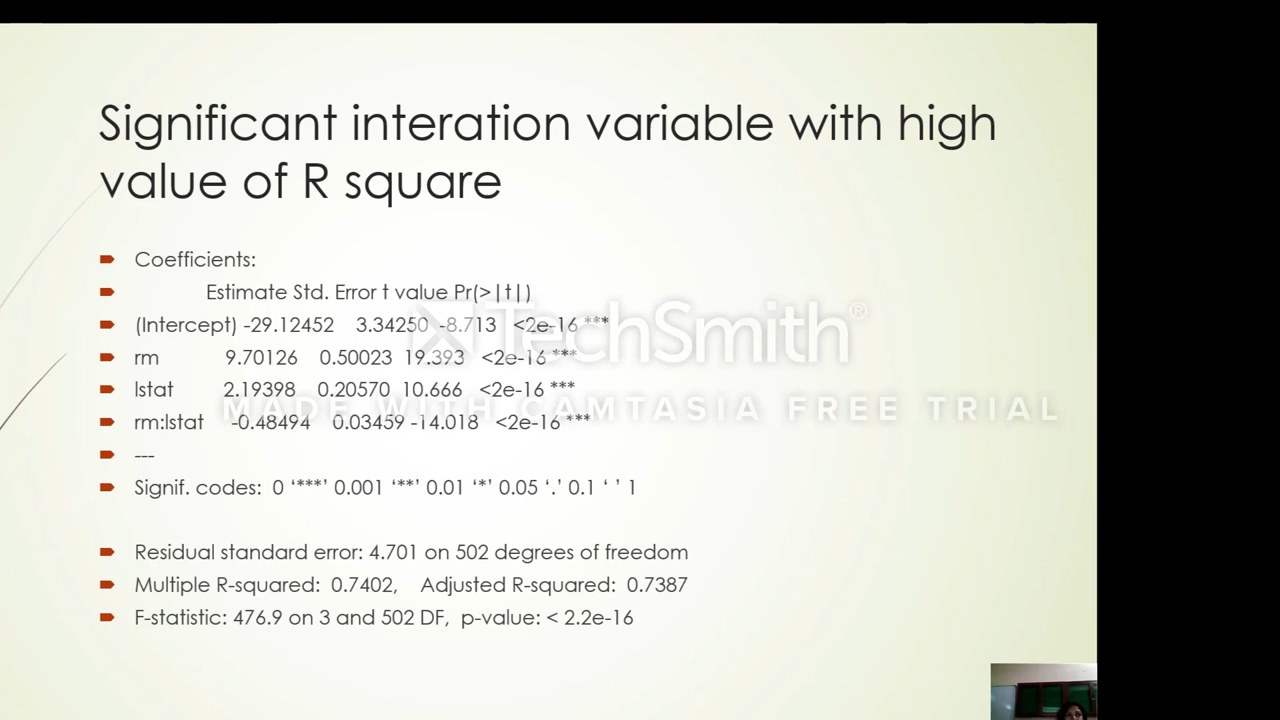 Significant interation variable with high
value of R square
Coefficients:
Estimate Std. Error t value Pr(>|t|)
(Intercept) -29.12452 3.34250 -8.713 <2e-16 ***
rm 9.70126 0.50023 19.393 <2e-16 ***
lstat 2.19398 0.20570 10.666 <2e-16 ***
rm:lstat -0.48494 0.03459 -14.018 <2e-16 ***
---
Signif. codes: 0 ‘***’ 0.001 ‘**’ 0.01 ‘*’ 0.05 ‘.’ 0.1 ‘ ’ 1
Residual standard error: 4.701 on 502 degrees of freedom
Multiple R-squared: 0.7402, Adjusted R-squared: 0.7387
F-statistic: 476.9 on 3 and 502 DF, p-value: < 2.2e-16
TechSmith®
MADE WITH CAMTASIA FREE TRIAL